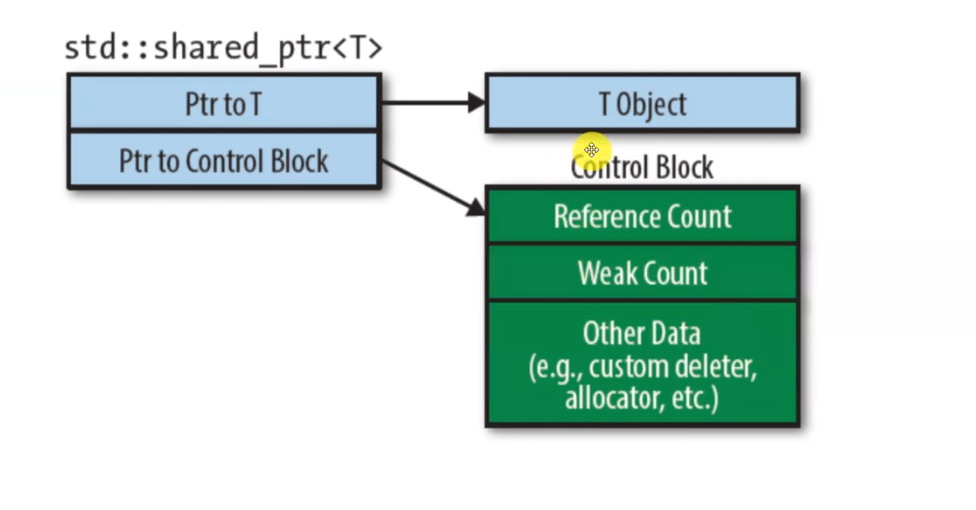 std::shared_ptr<T>
Ptr to T
T Object
Ptr to Control Block
Control Block
Reference Count
Weak Count
Other Data
(e.g., custom deleter,
allocator, etc.)